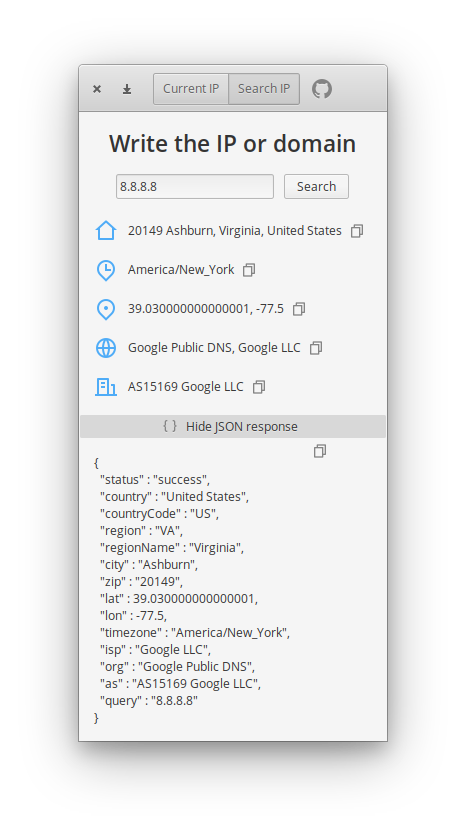 Current IP Search IP
Write the IP or domain
8.8.8.8 Search
20149 Ashburn, Virginia, United States
America/New_York
39.030000000000001, -77.5
Google Public DNS, Google LLC
AS15169 Google LLC
{ } Hide JSON response
{
"status" : "success",
"country" : "United States",
"countryCode" : "US",
"region" : "VA",
"regionName" : "Virginia",
"city" : "Ashburn",
"zip" : "20149",
"lat" : 39.030000000000001,
"lon" : -77.5,
"timezone" : "America/New_York",
"isp" : "Google LLC",
"org" : "Google Public DNS",
"as" : "AS15169 Google LLC",
"query" : "8.8.8.8"
}